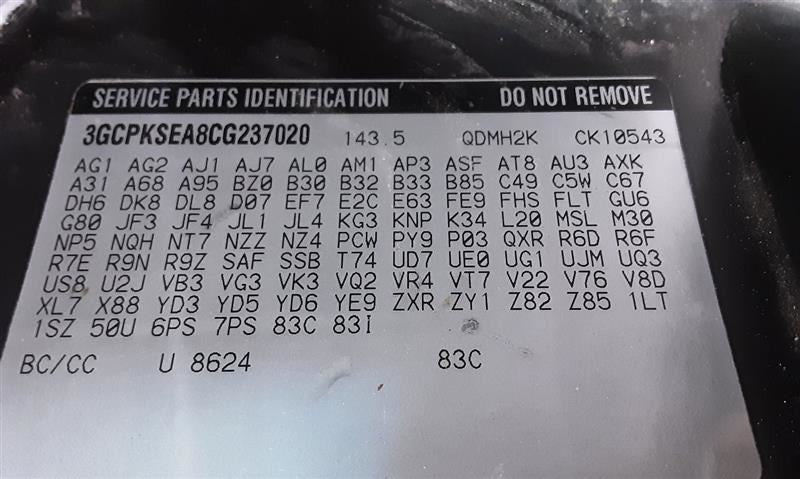 SERVICE PARTS IDENTIFICATION DO NOT REMOVE
3GCPKSEA8CG237020 143.5 QDMH2K CK10543
AG1 AG2 AJ1 AJ7 AL0 AM1 AP3 ASF AT8 AU3 AXK
A31 A68 A95 BZ0 B30 B32 B33 B85 C49 C5W C67
DH6 DK8 DL8 D07 EF7 E2C E63 FE9 FHS FLT GU6
G80 JF3 JF4 JL1 JL4 KG3 KNP K34 L20 MSL M30
NP5 NQH NT7 NZZ NZ4 PCW PY9 P03 QXR R6D R6F
R7E R9N R9Z SAF SSB T74 UD7 UE0 UG1 UJM UQ3
US8 U2J VB3 VG3 VK3 VQ2 VR4 VT7 V22 V76 V8D
XL7 X88 YD3 YD5 YD6 YE9 ZXR ZY1 Z82 Z85 1LT
1SZ 50U 6PS 7PS 83C 83I
BC/CC U 8624 83C